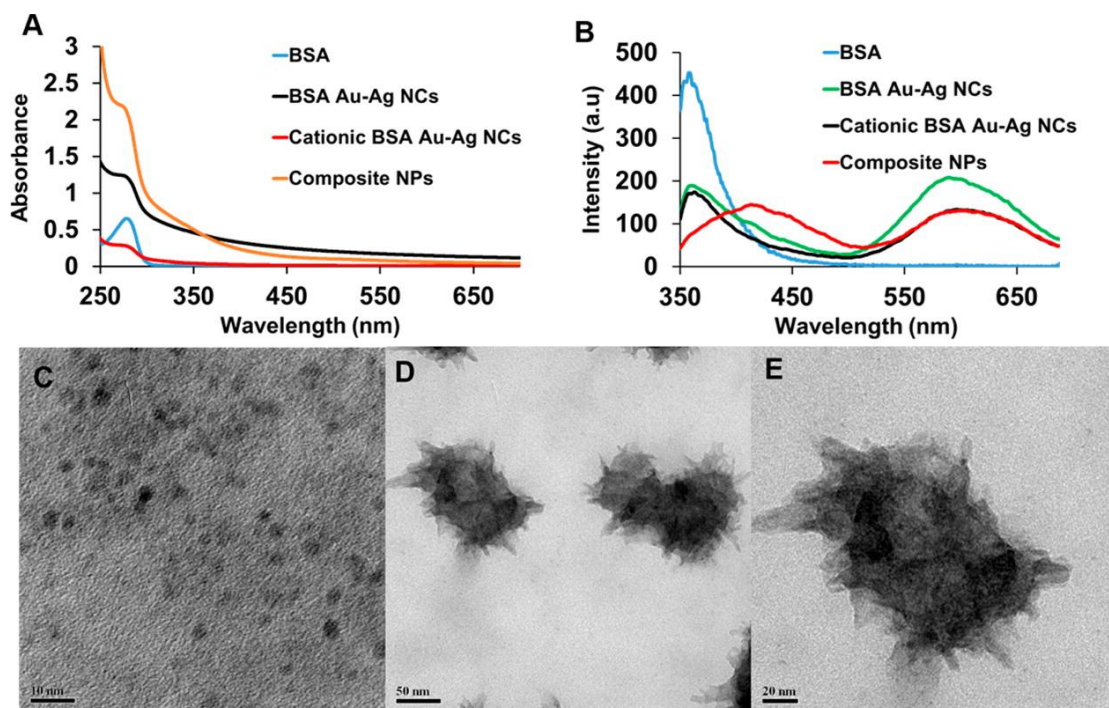 A
3
2.5
2
1.5
1
0.5
0
250
350
450
550
650
Absorbance
Wavelength (nm)
BSA
BSA Au-Ag NCs
Cationic BSA Au-Ag NCs
Composite NPs
B
500
400
300
200
100
0
350
450
550
650
Intensity (a.u)
Wavelength (nm)
BSA
BSA Au-Ag NCs
Cationic BSA Au-Ag NCs
Composite NPs
C
10 nm
D
50 nm
E
20 nm